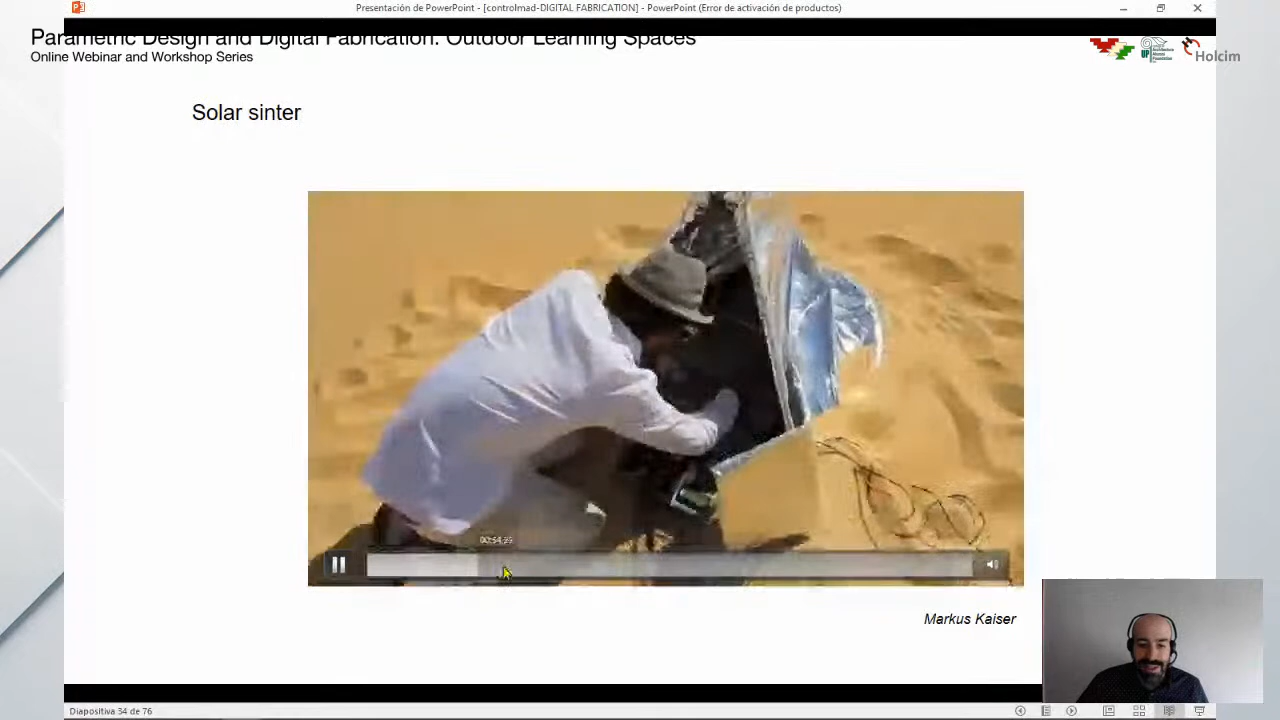 Presentación de PowerPoint - [controlmad-DIGITAL FABRICATION] - PowerPoint (Error de activación de productos)
Parametric Design and Digital Fabrication. Outdoor Learning Spaces
Online Webinar and Workshop Series
UP
Holcim
Solar sinter
Markus Kaiser
Diapositiva 34 de 76